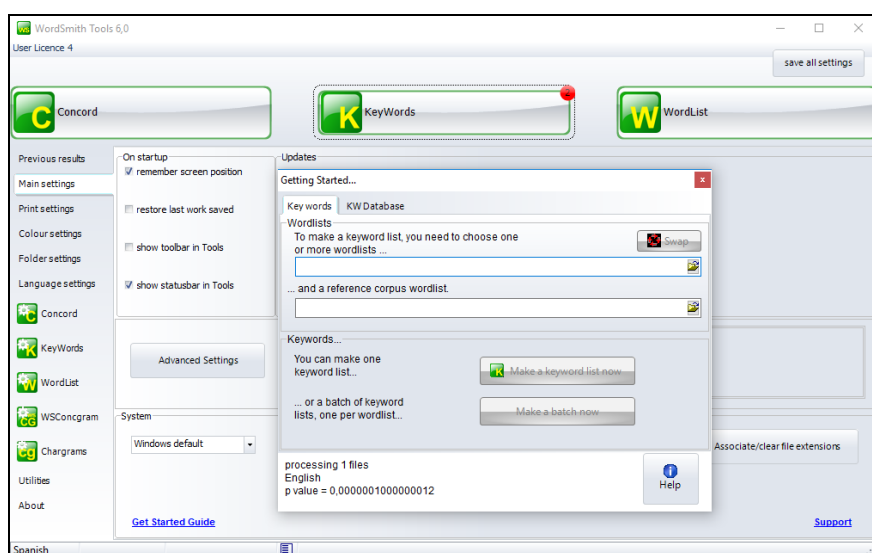 WordSmith Tools 6,0
User Licence 4
save all settings
Concord
KeyWords
WordList
Previous results
Main settings
Print settings
Colour settings
Folder settings
Language settings
Concord
KeyWords
WordList
WSConcgram
Chargrams
Utilities
About
On startup
remember screen position
restore last work saved
show toolbar in Tools
show statusbar in Tools
Advanced Settings
System
Windows default
Get Started Guide
Updates
Getting Started...
Key words KW Database
Wordlists
To make a keyword list, you need to choose one
or more wordlists ...
Swap
... and a reference corpus wordlist.
Keywords...
You can make one
keyword list...
Make a keyword list now
... or a batch of keyword
lists, one per wordlist...
Make a batch now
processing 1 files
English
p value = 0,0000001000000012
Help
Associate/clear file extensions
Support
Spanish